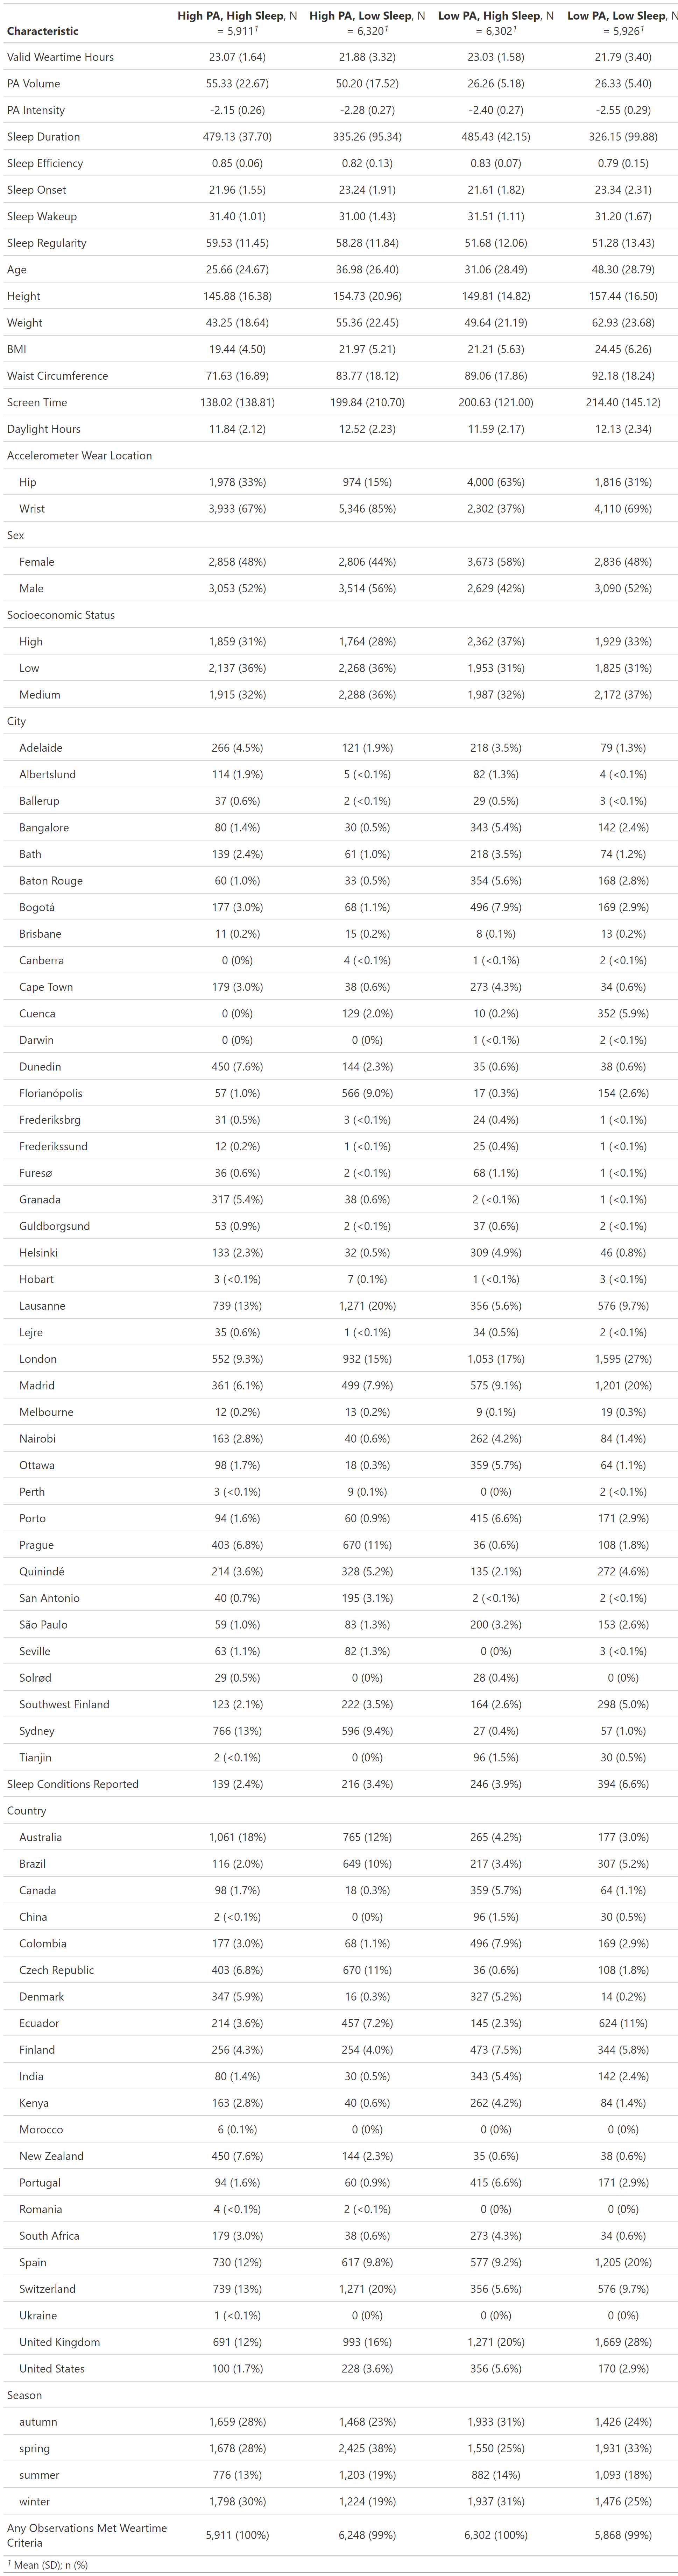 Characteristic High PA, High Sleep, N = 5,911¹ High PA, Low Sleep, N = 6,320¹ Low PA, High Sleep, N = 6,302¹ Low PA, Low Sleep, N = 5,926¹
Valid Weartime Hours 23.07 (1.64) 21.88 (3.32) 23.03 (1.58) 21.79 (3.40)
PA Volume 55.33 (22.67) 50.20 (17.52) 26.26 (5.18) 26.33 (5.40)
PA Intensity -2.15 (0.26) -2.28 (0.27) -2.40 (0.27) -2.55 (0.29)
Sleep Duration 479.13 (37.70) 335.26 (95.34) 485.43 (42.15) 326.15 (99.88)
Sleep Efficiency 0.85 (0.06) 0.82 (0.13) 0.83 (0.07) 0.79 (0.15)
Sleep Onset 21.96 (1.55) 23.24 (1.91) 21.61 (1.82) 23.34 (2.31)
Sleep Wakeup 31.40 (1.01) 31.00 (1.43) 31.51 (1.11) 31.20 (1.67)
Sleep Regularity 59.53 (11.45) 58.28 (11.84) 51.68 (12.06) 51.28 (13.43)
Age 25.66 (24.67) 36.98 (26.40) 31.06 (28.49) 48.30 (28.79)
Height 145.88 (16.38) 154.73 (20.96) 149.81 (14.82) 157.44 (16.50)
Weight 43.25 (18.64) 55.36 (22.45) 49.64 (21.19) 62.93 (23.68)
BMI 19.44 (4.50) 21.97 (5.21) 21.21 (5.63) 24.45 (6.26)
Waist Circumference 71.63 (16.89) 83.77 (18.12) 89.06 (17.86) 92.18 (18.24)
Screen Time 138.02 (138.81) 199.84 (210.70) 200.63 (121.00) 214.40 (145.12)
Daylight Hours 11.84 (2.12) 12.52 (2.23) 11.59 (2.17) 12.13 (2.34)
Accelerometer Wear Location
Hip 1,978 (33%) 974 (15%) 4,000 (63%) 1,816 (31%)
Wrist 3,933 (67%) 5,346 (85%) 2,302 (37%) 4,110 (69%)
Sex
Female 2,858 (48%) 2,806 (44%) 3,673 (58%) 2,836 (48%)
Male 3,053 (52%) 3,514 (56%) 2,629 (42%) 3,090 (52%)
Socioeconomic Status
High 1,859 (31%) 1,764 (28%) 2,362 (37%) 1,929 (33%)
Low 2,137 (36%) 2,268 (36%) 1,953 (31%) 1,825 (31%)
Medium 1,915 (32%) 2,288 (36%) 1,987 (32%) 2,172 (37%)
City
Adelaide 266 (4.5%) 121 (1.9%) 218 (3.5%) 79 (1.3%)
Albertslund 114 (1.9%) 5 (<0.1%) 82 (1.3%) 4 (<0.1%)
Ballerup 37 (0.6%) 2 (<0.1%) 29 (0.5%) 3 (<0.1%)
Bangalore 80 (1.4%) 30 (0.5%) 343 (5.4%) 142 (2.4%)
Bath 139 (2.4%) 61 (1.0%) 218 (3.5%) 74 (1.2%)
Baton Rouge 60 (1.0%) 33 (0.5%) 354 (5.6%) 168 (2.8%)
Bogotá 177 (3.0%) 68 (1.1%) 496 (7.9%) 169 (2.9%)
Brisbane 11 (0.2%) 15 (0.2%) 8 (0.1%) 13 (0.2%)
Canberra 0 (0%) 4 (<0.1%) 1 (<0.1%) 2 (<0.1%)
Cape Town 179 (3.0%) 38 (0.6%) 273 (4.3%) 34 (0.6%)
Cuenca 0 (0%) 129 (2.0%) 10 (0.2%) 352 (5.9%)
Darwin 0 (0%) 0 (0%) 1 (<0.1%) 2 (<0.1%)
Dunedin 450 (7.6%) 144 (2.3%) 35 (0.6%) 38 (0.6%)
Florianópolis 57 (1.0%) 566 (9.0%) 17 (0.3%) 154 (2.6%)
Frederiksbrg 31 (0.5%) 3 (<0.1%) 24 (0.4%) 1 (<0.1%)
Frederikssund 12 (0.2%) 1 (<0.1%) 25 (0.4%) 1 (<0.1%)
Furesø 36 (0.6%) 2 (<0.1%) 68 (1.1%) 1 (<0.1%)
Granada 317 (5.4%) 38 (0.6%) 2 (<0.1%) 1 (<0.1%)
Guldborgsund 53 (0.9%) 2 (<0.1%) 37 (0.6%) 2 (<0.1%)
Helsinki 133 (2.3%) 32 (0.5%) 309 (4.9%) 46 (0.8%)
Hobart 3 (<0.1%) 7 (0.1%) 1 (<0.1%) 3 (<0.1%)
Lausanne 739 (13%) 1,271 (20%) 356 (5.6%) 576 (9.7%)
Lejre 35 (0.6%) 1 (<0.1%) 34 (0.5%) 2 (<0.1%)
London 552 (9.3%) 932 (15%) 1,053 (17%) 1,595 (27%)
Madrid 361 (6.1%) 499 (7.9%) 575 (9.1%) 1,201 (20%)
Melbourne 12 (0.2%) 13 (0.2%) 9 (0.1%) 19 (0.3%)
Nairobi 163 (2.8%) 40 (0.6%) 262 (4.2%) 84 (1.4%)
Ottawa 98 (1.7%) 18 (0.3%) 359 (5.7%) 64 (1.1%)
Perth 3 (<0.1%) 9 (0.1%) 0 (0%) 2 (<0.1%)
Porto 94 (1.6%) 60 (0.9%) 415 (6.6%) 171 (2.9%)
Prague 403 (6.8%) 670 (11%) 36 (0.6%) 108 (1.8%)
Quinindé 214 (3.6%) 328 (5.2%) 135 (2.1%) 272 (4.6%)
San Antonio 40 (0.7%) 195 (3.1%) 2 (<0.1%) 2 (<0.1%)
São Paulo 59 (1.0%) 83 (1.3%) 200 (3.2%) 153 (2.6%)
Seville 63 (1.1%) 82 (1.3%) 0 (0%) 3 (<0.1%)
Solrød 29 (0.5%) 0 (0%) 28 (0.4%) 0 (0%)
Southwest Finland 123 (2.1%) 222 (3.5%) 164 (2.6%) 298 (5.0%)
Sydney 766 (13%) 596 (9.4%) 27 (0.4%) 57 (1.0%)
Tianjin 2 (<0.1%) 0 (0%) 96 (1.5%) 30 (0.5%)
Sleep Conditions Reported 139 (2.4%) 216 (3.4%) 246 (3.9%) 394 (6.6%)
Country
Australia 1,061 (18%) 765 (12%) 265 (4.2%) 177 (3.0%)
Brazil 116 (2.0%) 649 (10%) 217 (3.4%) 307 (5.2%)
Canada 98 (1.7%) 18 (0.3%) 359 (5.7%) 64 (1.1%)
China 2 (<0.1%) 0 (0%) 96 (1.5%) 30 (0.5%)
Colombia 177 (3.0%) 68 (1.1%) 496 (7.9%) 169 (2.9%)
Czech Republic 403 (6.8%) 670 (11%) 36 (0.6%) 108 (1.8%)
Denmark 347 (5.9%) 16 (0.3%) 327 (5.2%) 14 (0.2%)
Ecuador 214 (3.6%) 457 (7.2%) 145 (2.3%) 624 (11%)
Finland 256 (4.3%) 254 (4.0%) 473 (7.5%) 344 (5.8%)
India 80 (1.4%) 30 (0.5%) 343 (5.4%) 142 (2.4%)
Kenya 163 (2.8%) 40 (0.6%) 262 (4.2%) 84 (1.4%)
Morocco 6 (0.1%) 0 (0%) 0 (0%) 0 (0%)
New Zealand 450 (7.6%) 144 (2.3%) 35 (0.6%) 38 (0.6%)
Portugal 94 (1.6%) 60 (0.9%) 415 (6.6%) 171 (2.9%)
Romania 4 (<0.1%) 2 (<0.1%) 0 (0%) 0 (0%)
South Africa 179 (3.0%) 38 (0.6%) 273 (4.3%) 34 (0.6%)
Spain 730 (12%) 617 (9.8%) 577 (9.2%) 1,205 (20%)
Switzerland 739 (13%) 1,271 (20%) 356 (5.6%) 576 (9.7%)
Ukraine 1 (<0.1%) 0 (0%) 0 (0%) 0 (0%)
United Kingdom 691 (12%) 993 (16%) 1,271 (20%) 1,669 (28%)
United States 100 (1.7%) 228 (3.6%) 356 (5.6%) 170 (2.9%)
Season
autumn 1,659 (28%) 1,468 (23%) 1,933 (31%) 1,426 (24%)
spring 1,678 (28%) 2,425 (38%) 1,550 (25%) 1,931 (33%)
summer 776 (13%) 1,203 (19%) 882 (14%) 1,093 (18%)
winter 1,798 (30%) 1,224 (19%) 1,937 (31%) 1,476 (25%)
Any Observations Met Weartime Criteria 5,911 (100%) 6,248 (99%) 6,302 (100%) 5,868 (99%)
¹ Mean (SD); n (%)